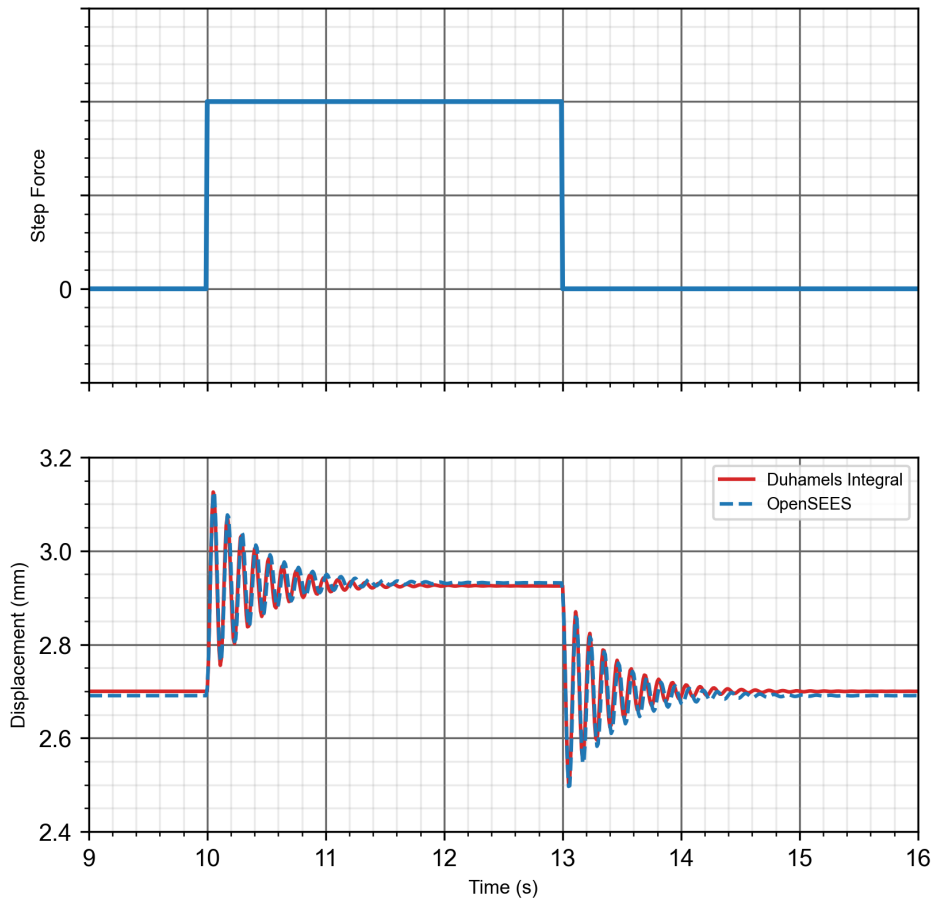 Step Force
0
3.2
3.0
2.8
2.6
2.4
Displacement (mm)
Duhamels Integral
OpenSEES
9 10 11 12 13 14 15 16
Time (s)